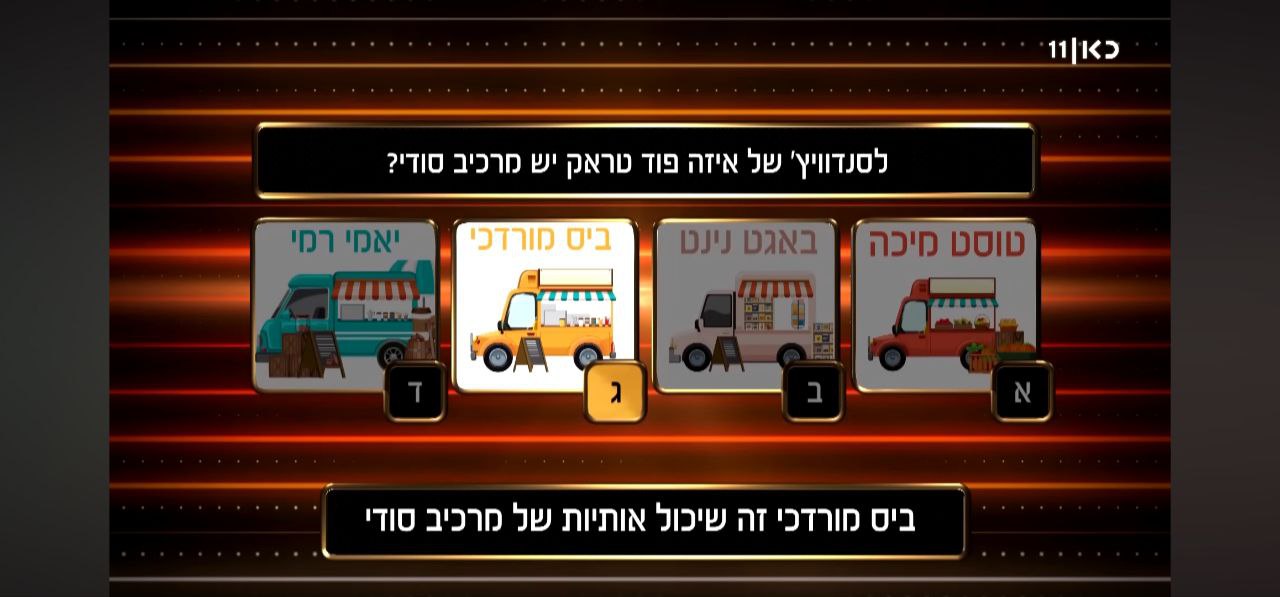 כאן|11
לסנדוויץ' של איזה פוד טראק יש מרכיב סודי?
טוסט מיכה
באגט נינט
ביס מורדכי
יאמי רמי
א
ב
ג
ד
ביס מורדכי זה שיכול אותיות של מרכיב סודי